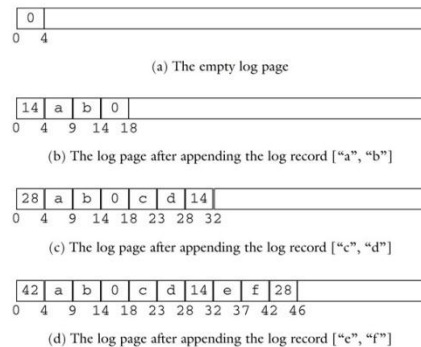 0
0 4
(a) The empty log page
14 a b 0
0 4 9 14 18
(b) The log page after appending the log record [“a”, “b”]
28 a b 0 c d 14
0 4 9 14 18 23 28 32
(c) The log page after appending the log record [“c”, “d”]
42 a b 0 c d 14 e f 28
0 4 9 14 18 23 28 32 37 42 46
(d) The log page after appending the log record [“e”, “f”]